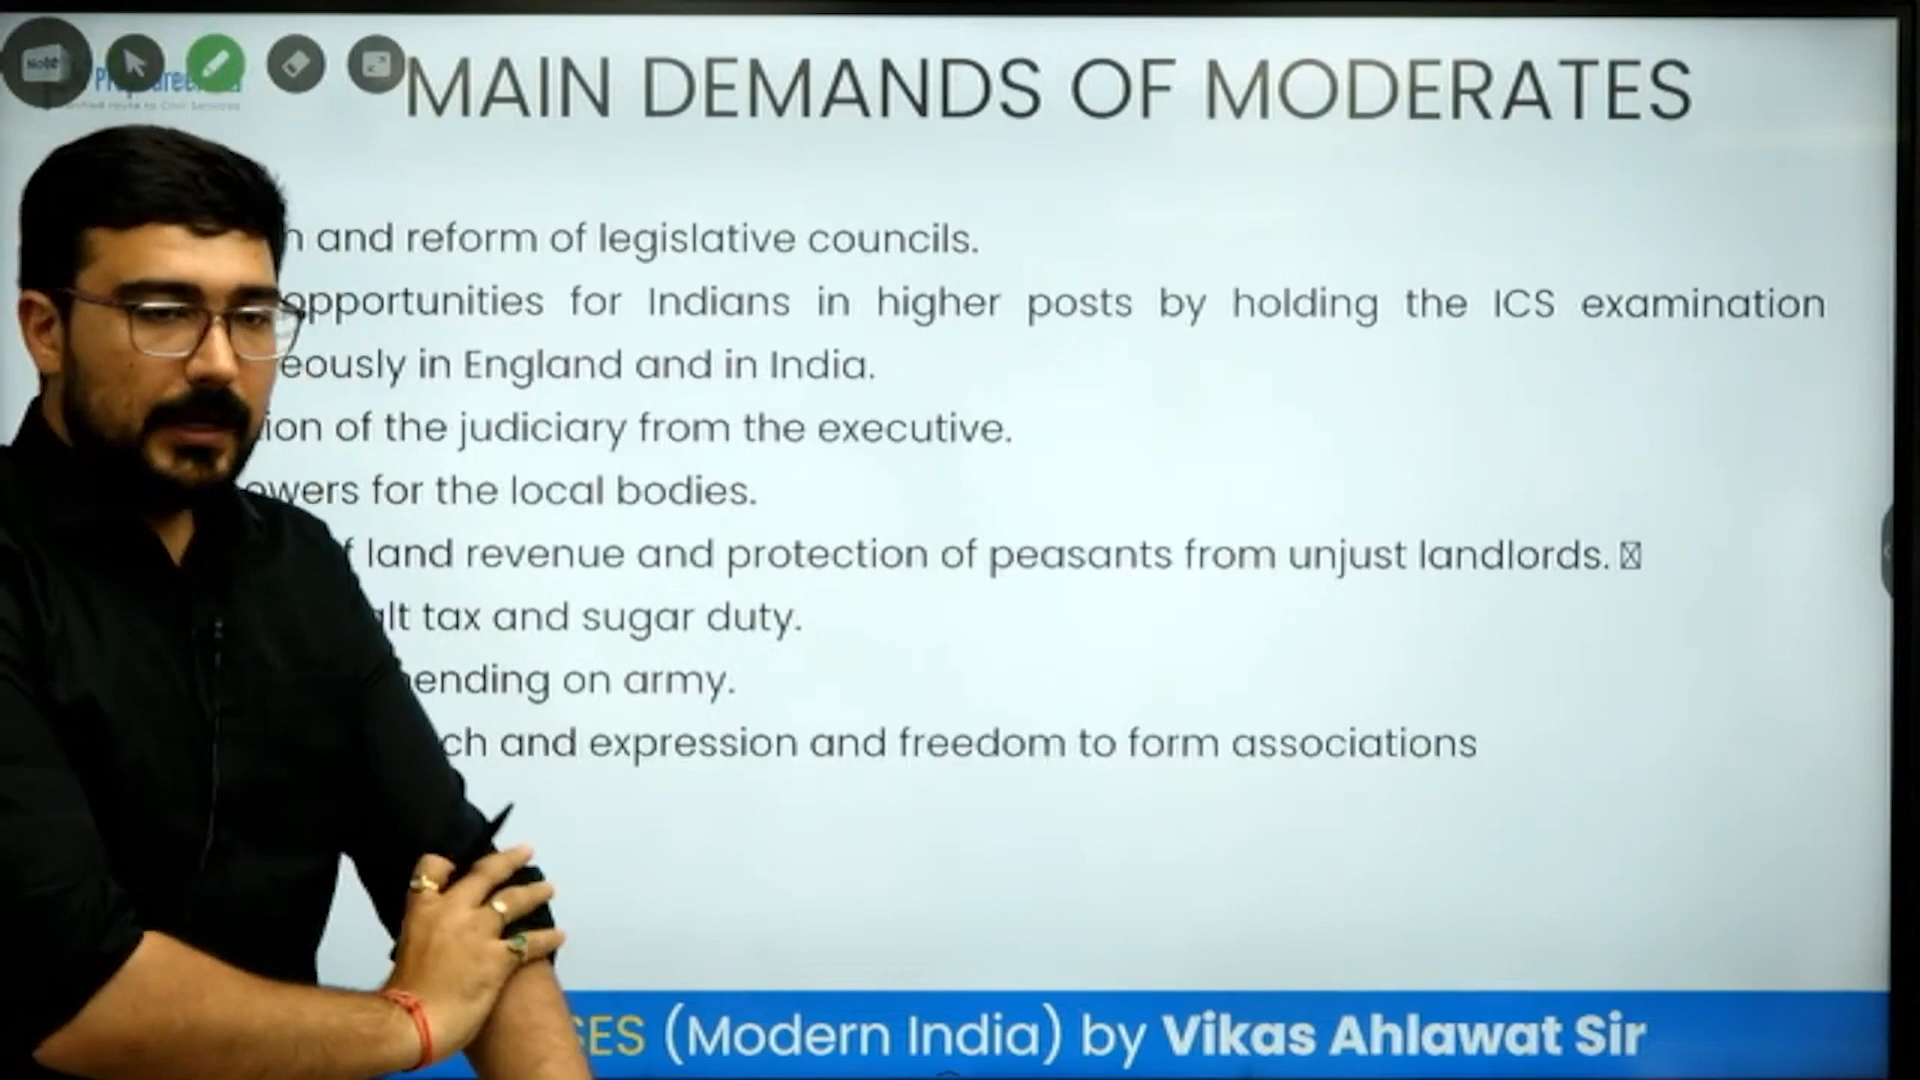 Note
MAIN DEMANDS OF MODERATES
and reform of legislative councils.
opportunities for Indians in higher posts by holding the ICS examination
eously in England and in India.
ion of the judiciary from the executive.
owers for the local bodies.
land revenue and protection of peasants from unjust landlords.
lt tax and sugar duty.
ending on army.
ch and expression and freedom to form associations
SES (Modern India) by Vikas Ahlawat Sir